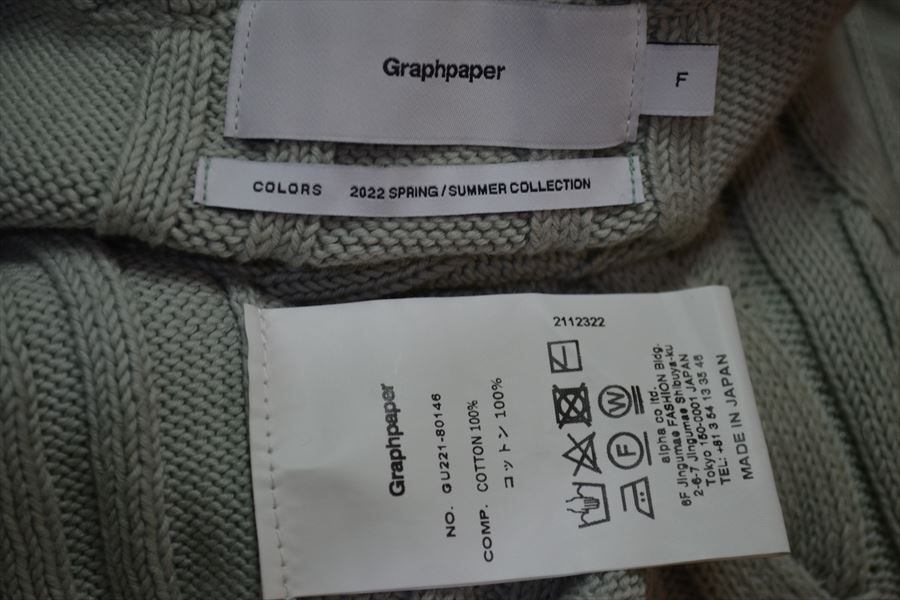 Graphpaper
F
COLORS 2022 SPRING / SUMMER COLLECTION
2112322
Graphpaper
NO. GU221-80146
COMP. COTTON 100%
コットン 100%
W
F
alpha co ltd.
6F Jingumae FASHION Bldg.
2-6-7 Jingumae Shibuya-ku
Tokyo 150-0001 JAPAN
TEL: +81 3 54 13 35 46
MADE IN JAPAN